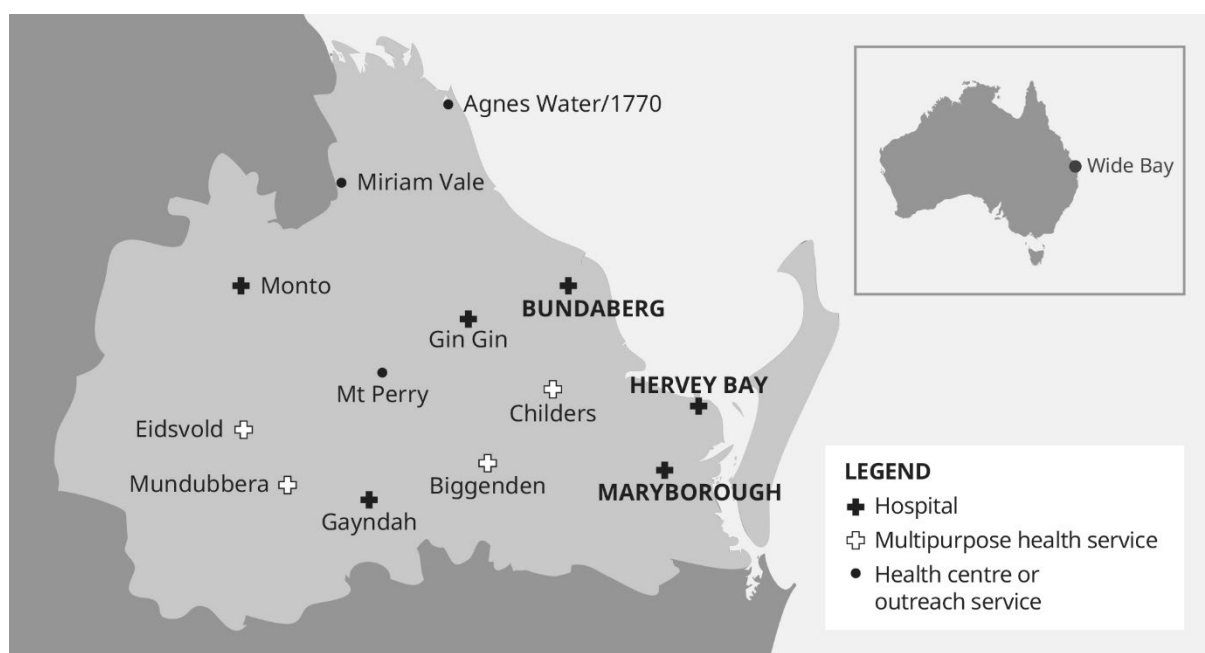 Agnes Water/1770
Wide Bay
Miriam Vale
Monto
BUNDABERG
Gin Gin
HERVEY BAY
Mt Perry
Childers
Eidsvold
Mundubbera
Biggenden
MARYBOROUGH
Gayndah
LEGEND
Hospital
Multipurpose health service
Health centre or
outreach service